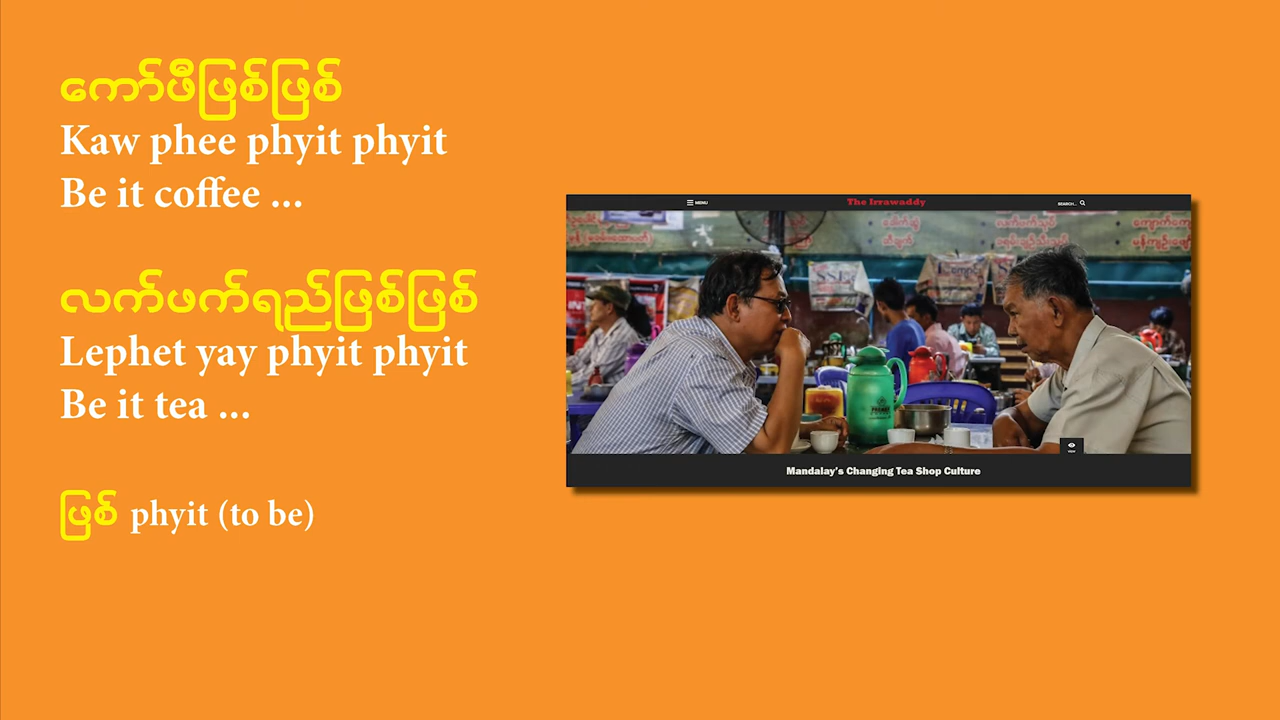 ကော်ဖီဖြစ်ဖြစ်
Kaw phee phyit phyit
Be it coffee ...
လက်ဖက်ရည်ဖြစ်ဖြစ်
Lephet yay phyit phyit
Be it tea ...
ဖြစ် phyit (to be)
MENU
The Irrawaddy
SEARCH...
VIEW
Mandalay's Changing Tea Shop Culture